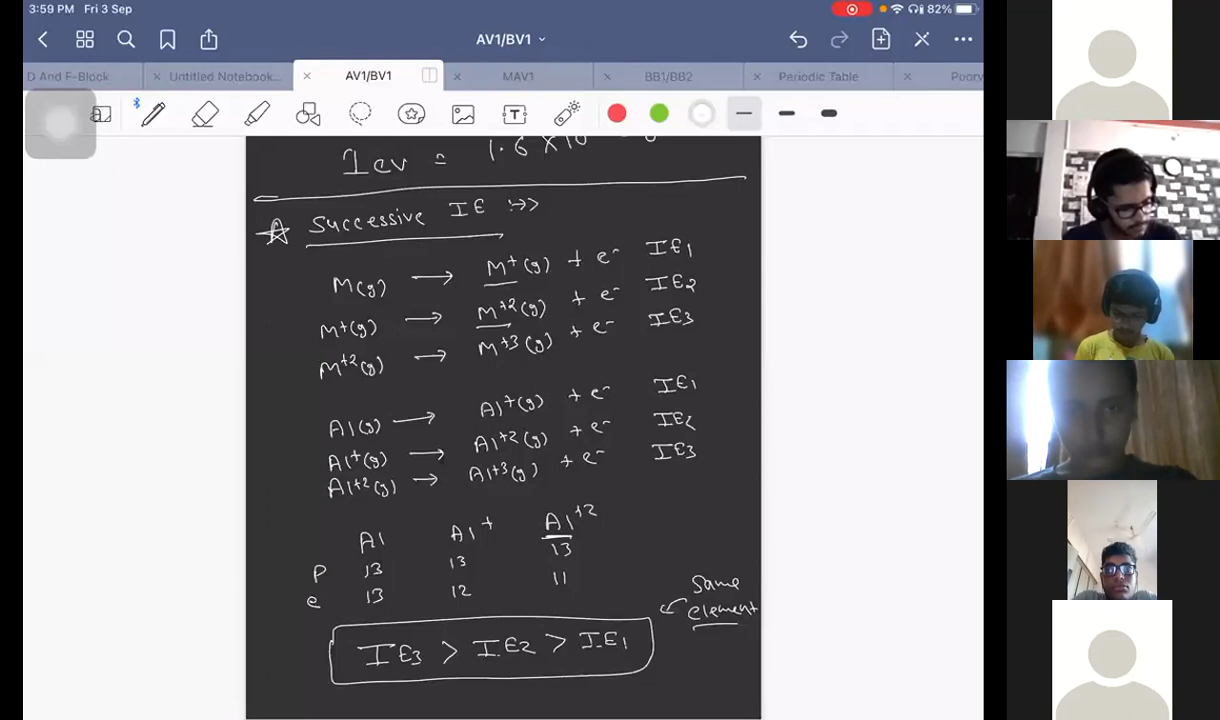 3:59 PM Fri 3 Sep
82%
AV1/BV1
D And F-Block
Untitled Notebook...
AV1/BV1
MAV1
BB1/BB2
Periodic Table
Puorv
1 ev = 1.6 X 10
Successive IE
M(g) → M+(g) + e- IE1
M+(g) → M+2(g) + e- IE2
M+2(g) → M+3(g) + e- IE3
Al(g) → Al+(g) + e- IE1
Al+(g) → Al+2(g) + e- IE2
Al+2(g) → Al+3(g) + e- IE3
Al Al+ Al+2
P 13 13 13
e 13 12 11
Same
element
IE3 > IE2 > IE1